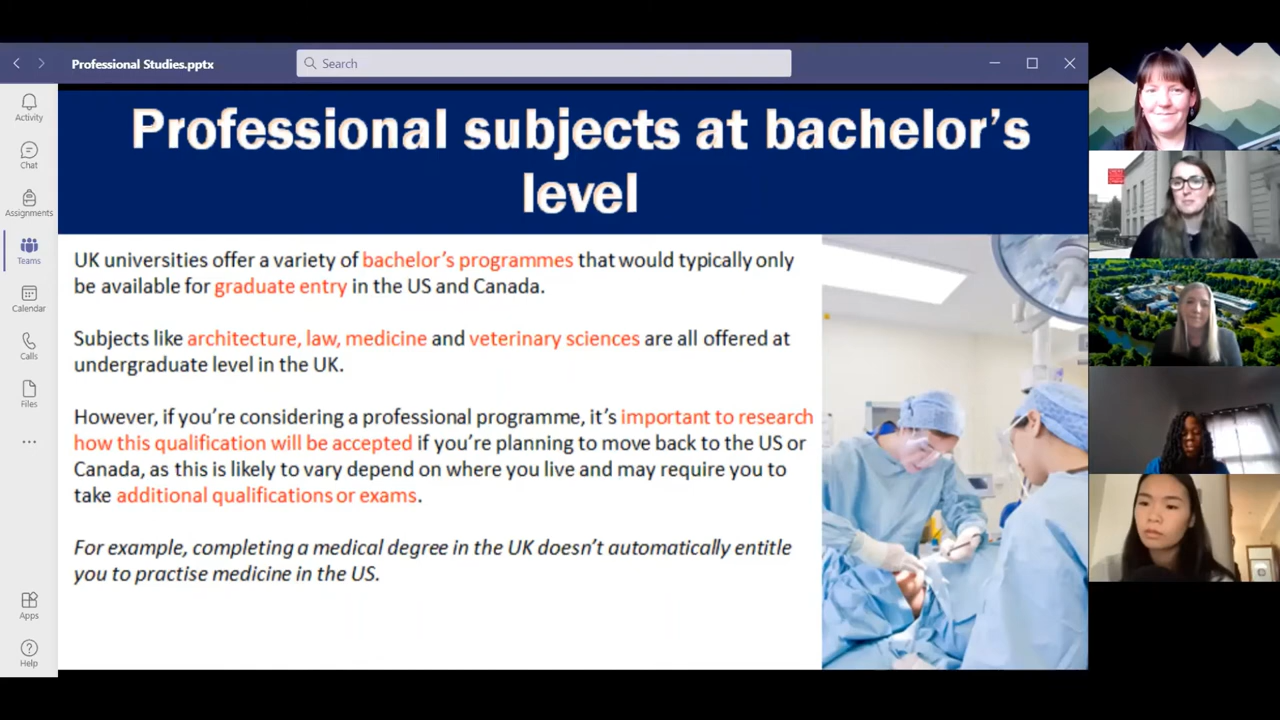 Professional Studies.pptx
Search
Activity
Chat
Assignments
Teams
Calendar
Calls
Files
Apps
Help
Professional subjects at bachelor's
level
UK universities offer a variety of bachelor's programmes that would typically only
be available for graduate entry in the US and Canada.
Subjects like architecture, law, medicine and veterinary sciences are all offered at
undergraduate level in the UK.
However, if you're considering a professional programme, it's important to research
how this qualification will be accepted if you're planning to move back to the US or
Canada, as this is likely to vary depend on where you live and may require you to
take additional qualifications or exams.
For example, completing a medical degree in the UK doesn't automatically entitle
you to practise medicine in the US.